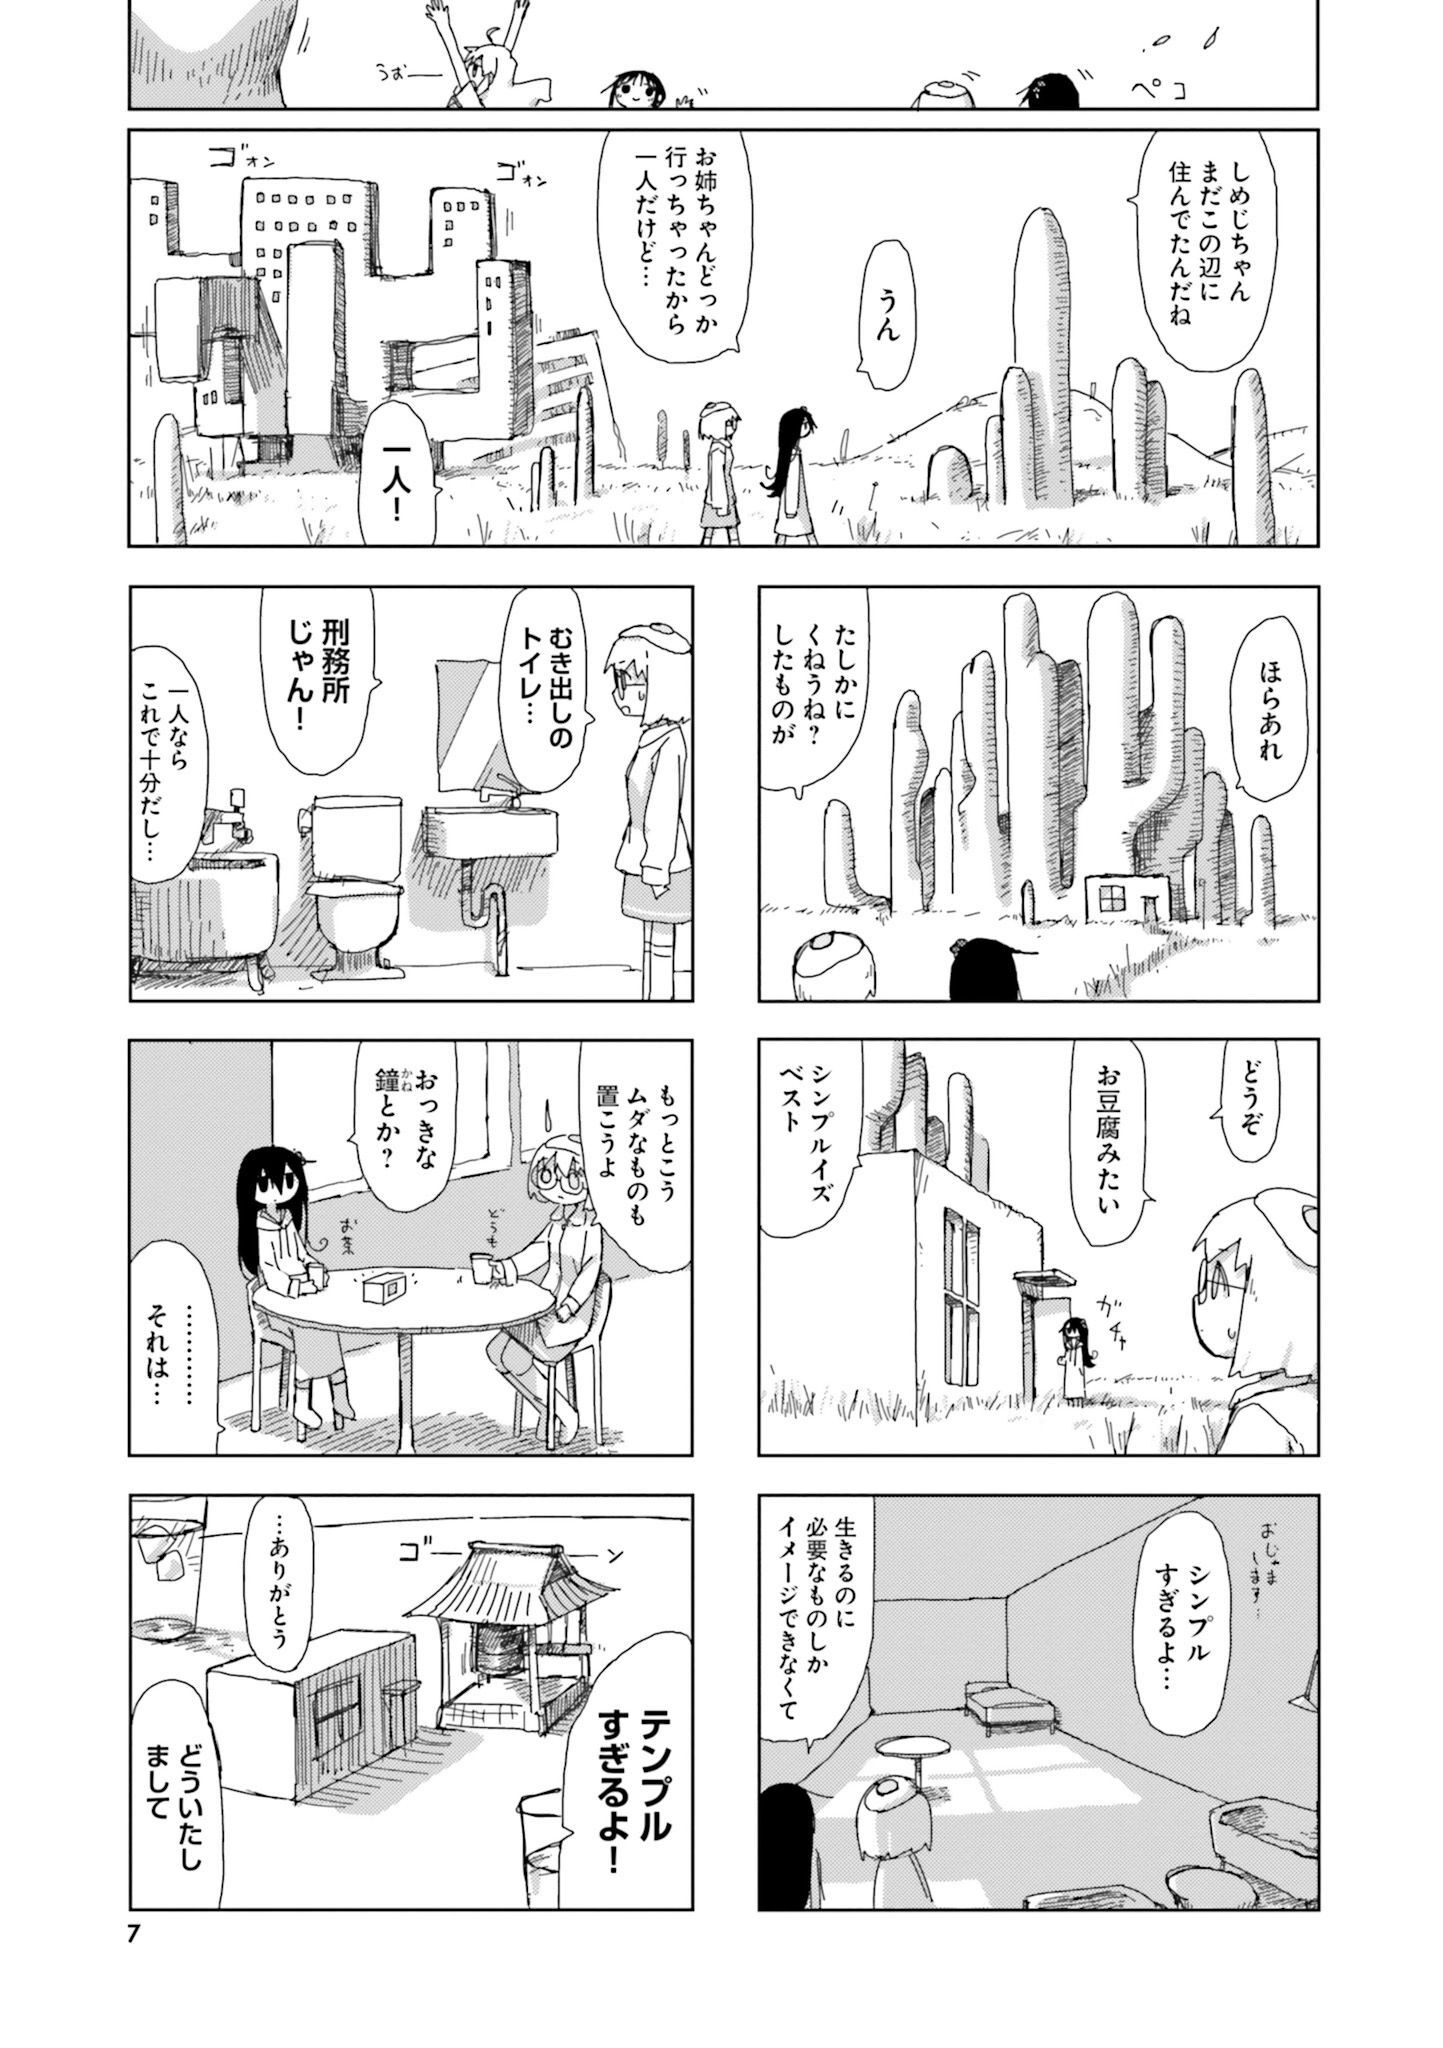 うおー
ペコ
しめじちゃん
まだこの辺に
住んでたんだね
うん
お姉ちゃんどっか
行っちゃったから
一人だけど…
一人！
ゴォン
ゴォン
ほらあれ
たしかに
くねうね？
したものが
どうぞ
お豆腐みたい
シンプルイズ
ベスト
ガチャ
おじゃま
します…
シンプル
すぎるよ…
生きるのに
必要なものしか
イメージできなくて
むき出しの
トイレ…
刑務所
じゃん！
一人なら
これで十分だし…
もっとこう
ムダなものも
置こうよ
どうも
お茶
おっきな
鐘とか？
かね
…………
それは…
ゴーン
テンプル
すぎるよ！
…ありがとう
どういたし
まして
7